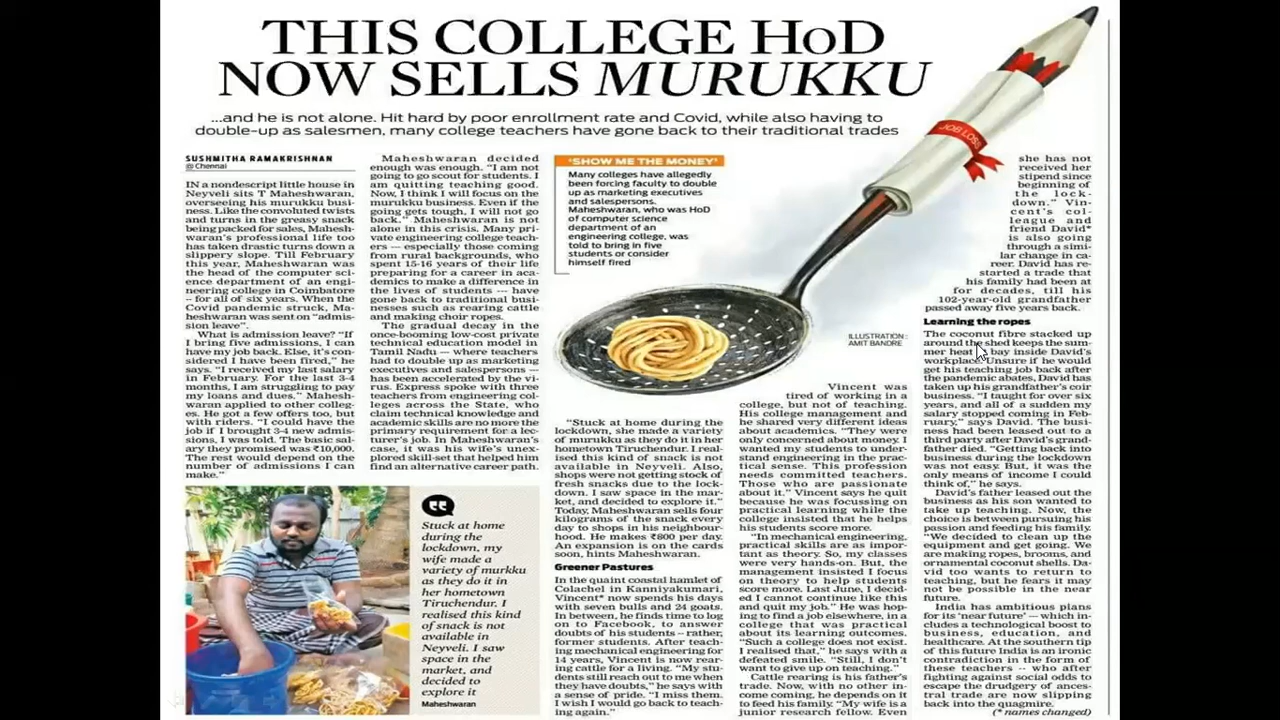 THIS COLLEGE HoD
NOW SELLS MURUKKU
...and he is not alone. Hit hard by poor enrollment rate and Covid, while also having to
double-up as salesmen, many college teachers have gone back to their traditional trades
SUSHMITHA RAMAKRISHNAN
@ Chennai
IN a nondescript little house in
Neyveli sits T Maheshwaran,
overseeing his murukku busi-
ness. Like the convoluted twists
and turns in the greasy snack
being packed for sales, Mahesh-
waran's professional life too
has taken drastic turns down a
slippery slope. Till February
this year, Maheshwaran was
the head of the computer sci-
ence department of an engi-
neering college in Coimbatore
– for all of six years. When the
Covid pandemic struck, Ma-
heshwaran was sent on "admis-
sion leave".
What is admission leave? "If
I bring five admissions, I can
have my job back. Else, it's con-
sidered I have been fired," he
says. "I received my last salary
in February. For the last 3-4
months, I am struggling to pay
my loans and dues." Mahesh-
waran applied to other colleg-
es. He got a few offers too, but
with riders. "I could have the
job if I brought 3-4 new admis-
sions, I was told. The basic sal-
ary they promised was ₹10,000.
The rest would depend on the
number of admissions I can
make."
Maheshwaran decided
enough was enough. "I am not
going to go scout for students. I
am quitting teaching good.
Now, I think I will focus on the
murukku business. Even if the
going gets tough, I will not go
back." Maheshwaran is not
alone in this crisis. Many pri-
vate engineering college teach-
ers — especially those coming
from rural backgrounds, who
spent 15-16 years of their life
preparing for a career in aca-
demics to make a difference in
the lives of students — have
gone back to traditional busi-
nesses such as rearing cattle
and making choir ropes.
The gradual decay in the
once-booming low-cost private
technical education model in
Tamil Nadu — where teachers
had to double up as marketing
executives and salespersons —
has been accelerated by the vi-
rus. Express spoke with three
teachers from engineering col-
leges across the State, who
claim technical knowledge and
academic skills are no more the
primary requirement for a lec-
turer's job. In Maheshwaran's
case, it was his wife's unex-
plored skill-set that helped him
find an alternative career path.
Stuck at home
during the
lockdown, my
wife made a
variety of murkku
as they do it in
her hometown
Tiruchendur. I
realised this kind
of snack is not
available in
Neyveli. I saw
space in the
market, and
decided to
explore it
Maheshwaran
'SHOW ME THE MONEY'
Many colleges have allegedly
been forcing faculty to double
up as marketing executives
and salespersons.
Maheshwaran, who was HoD
of computer science
department of an
engineering college, was
told to bring in five
students or consider
himself fired
JOB LOSS
ILLUSTRATION :
AMIT BANDRE
"Stuck at home during the
lockdown, she made a variety
of murukku as they do it in her
hometown Tiruchendur. I real-
ised this kind of snack is not
available in Neyveli. Also,
shops were not getting stock of
fresh snacks due to the lock-
down. I saw space in the mar-
ket, and decided to explore it."
Today, Maheshwaran sells four
kilograms of the snack every
day to shops in his neighbour-
hood. He makes ₹800 per day.
An expansion is on the cards
soon, hints Maheshwaran.
Greener Pastures
In the quaint coastal hamlet of
Colachel in Kanniyakumari,
Vincent* now spends his days
with seven bulls and 24 goats.
In between, he finds time to log
on to Facebook, to answer
doubts of his students – rather,
former students. After teach-
ing mechanical engineering for
14 years, Vincent is now rear-
ing cattle for a living. "My stu-
dents still reach out to me when
they have doubts," he says with
a sense of pride. "I miss them.
I wish I would go back to teach-
ing again."
Vincent was
tired of working in a
college, but not of teaching.
His college management and
he shared very different ideas
about academics. "They were
only concerned about money. I
wanted my students to under-
stand engineering in the prac-
tical sense. This profession
needs committed teachers.
Those who are passionate
about it." Vincent says he quit
because he was focussing on
practical learning while the
college insisted that he helps
his students score more.
"In mechanical engineering,
practical skills are as impor-
tant as theory. So, my classes
were very hands-on. But, the
management insisted I focus
on theory to help students
score more. Last June, I decid-
ed I cannot continue like this
and quit my job." He was hop-
ing to find a job elsewhere, in a
college that was practical
about its learning outcomes.
"Such a college does not exist.
I realised that," he says with a
defeated smile. "Still, I don't
want to give up on teaching."
Cattle rearing is his father's
trade. Now, with no other in-
come coming, he depends on it
to feed his family. "My wife is a
junior research fellow. Even
she has not
received her
stipend since
beginning of
the lock-
down." Vin-
cent's col-
league and
friend David*
is also going
through a simi-
lar change in ca-
reer. David has re-
started a trade that
his family had been at
for decades, till his
102-year-old grandfather
passed away five years back.
Learning the ropes
The coconut fibre stacked up
around the shed keeps the sum-
mer heat bay inside David's
workplace. Unsure if he would
get his teaching job back after
the pandemic abates, David has
taken up his grandfather's coir
business. "I taught for over six
years, and all of a sudden my
salary stopped coming in Feb-
ruary," says David. The busi-
ness had been leased out to a
third party after David's grand-
father died. "Getting back into
business during the lockdown
was not easy. But, it was the
only means of income I could
think of," he says.
David's father leased out the
business as his son wanted to
take up teaching. Now, the
choice is between pursuing his
passion and feeding his family.
"We decided to clean up the
equipment and get going. We
are making ropes, brooms, and
ornamental coconut shells. Da-
vid too wants to return to
teaching, but he fears it may
not be possible in the near
future.
India has ambitious plans
for its 'near future' — which in-
cludes a technological boost to
business, education, and
healthcare. At the southern tip
of this future India is an ironic
contradiction in the form of
these teachers -- who after
fighting against social odds to
escape the drudgery of ances-
tral trade are now slipping
back into the quagmire.
(* names changed)